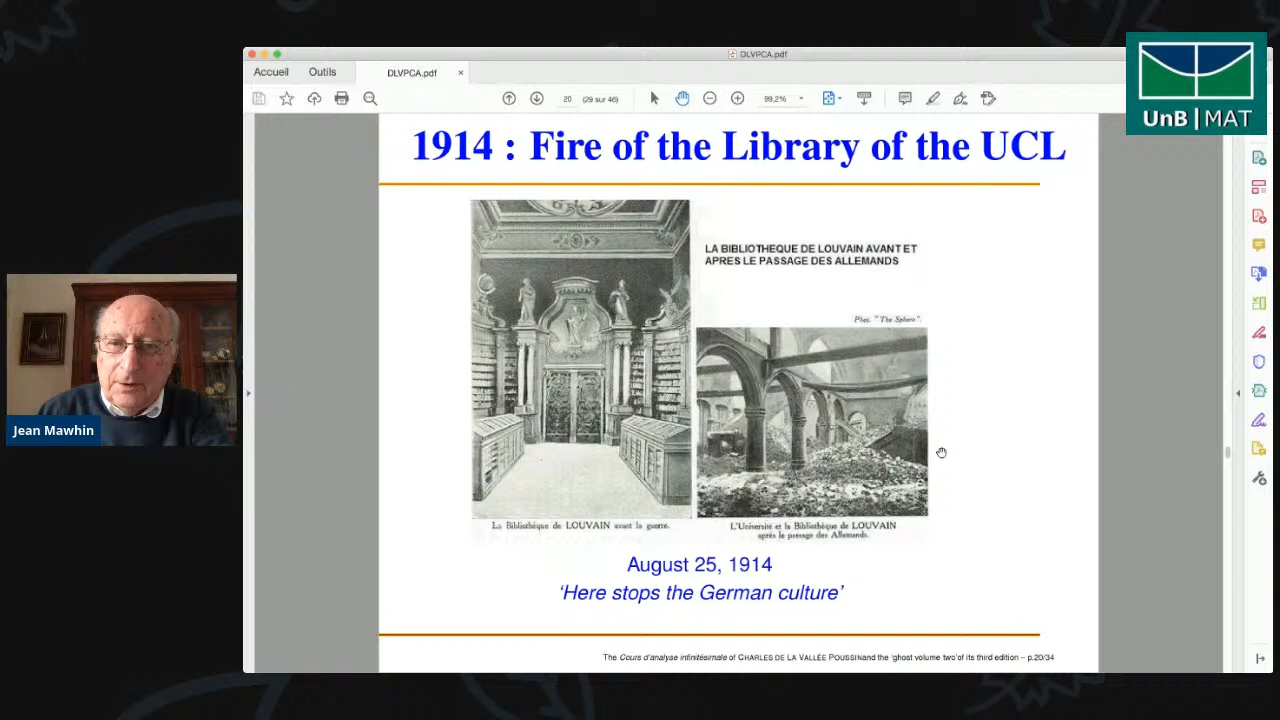 DLVPCA.pdf
Accueil
Outils
DLVPCA.pdf
×
20
(29 sur 46)
99,2%
UnB | MAT
1914 : Fire of the Library of the UCL
LA BIBLIOTHEQUE DE LOUVAIN AVANT ET
APRES LE PASSAGE DES ALLEMANDS
Phot. "The Sphere".
La Bibliothèque de LOUVAIN avant la guerre.
L'Université et la Bibliothèque de LOUVAIN
après le passage des Allemands.
August 25, 1914
‘Here stops the German culture’
The Cours d'analyse infinitésimale of CHARLES DE LA VALLÉE POUSSINand the ‘ghost volume two’of its third edition – p.20/34
Jean Mawhin